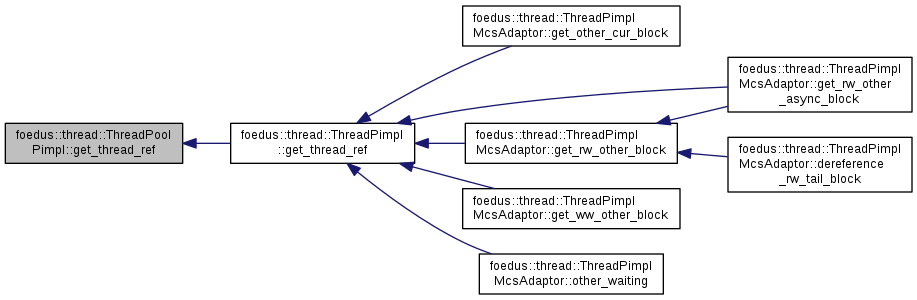 foedus::thread::ThreadPool
Pimpl::get_thread_ref
foedus::thread::ThreadPimpl
::get_thread_ref
foedus::thread::ThreadPimpl
McsAdaptor::get_other_cur_block
foedus::thread::ThreadPimpl
McsAdaptor::get_rw_other_block
foedus::thread::ThreadPimpl
McsAdaptor::get_ww_other_block
foedus::thread::ThreadPimpl
McsAdaptor::other_waiting
foedus::thread::ThreadPimpl
McsAdaptor::get_rw_other
_async_block
foedus::thread::ThreadPimpl
McsAdaptor::dereference
_rw_tail_block